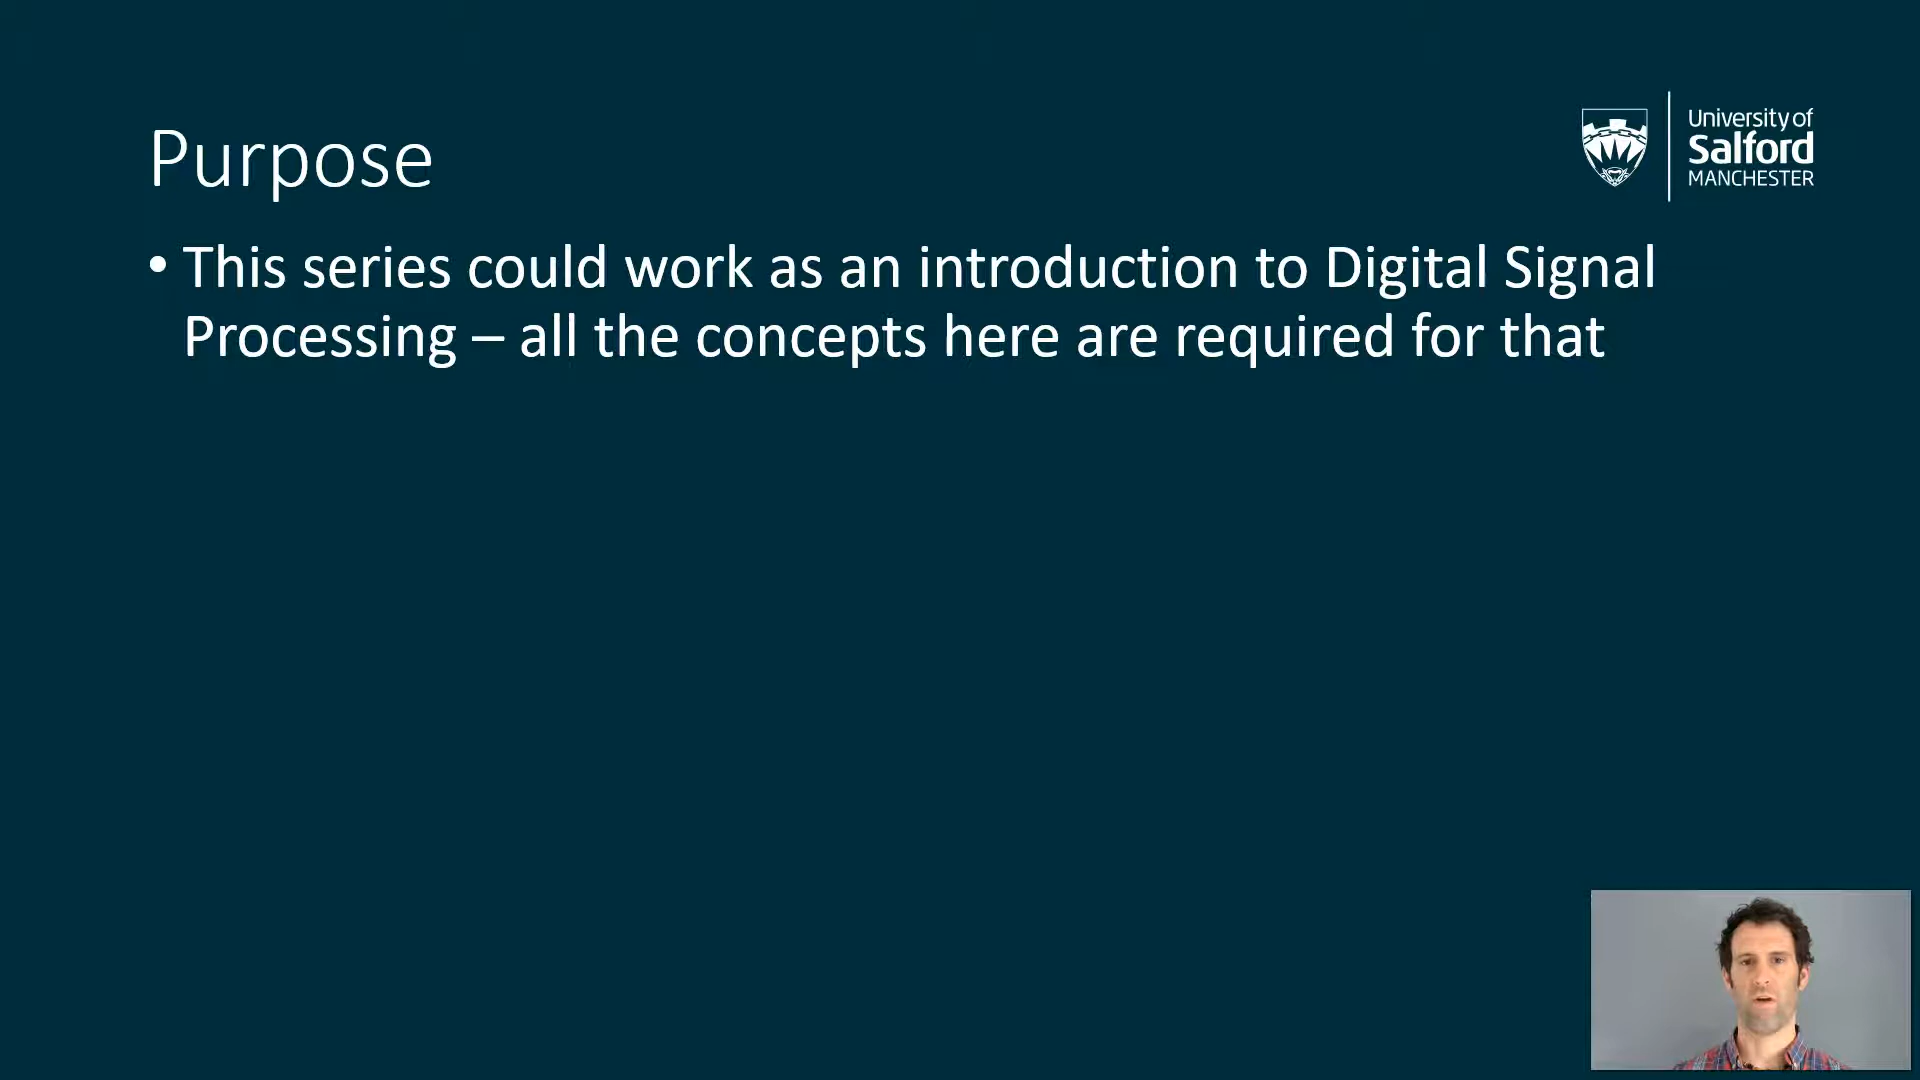 Purpose
University of
Salford
MANCHESTER
• This series could work as an introduction to Digital Signal
Processing – all the concepts here are required for that